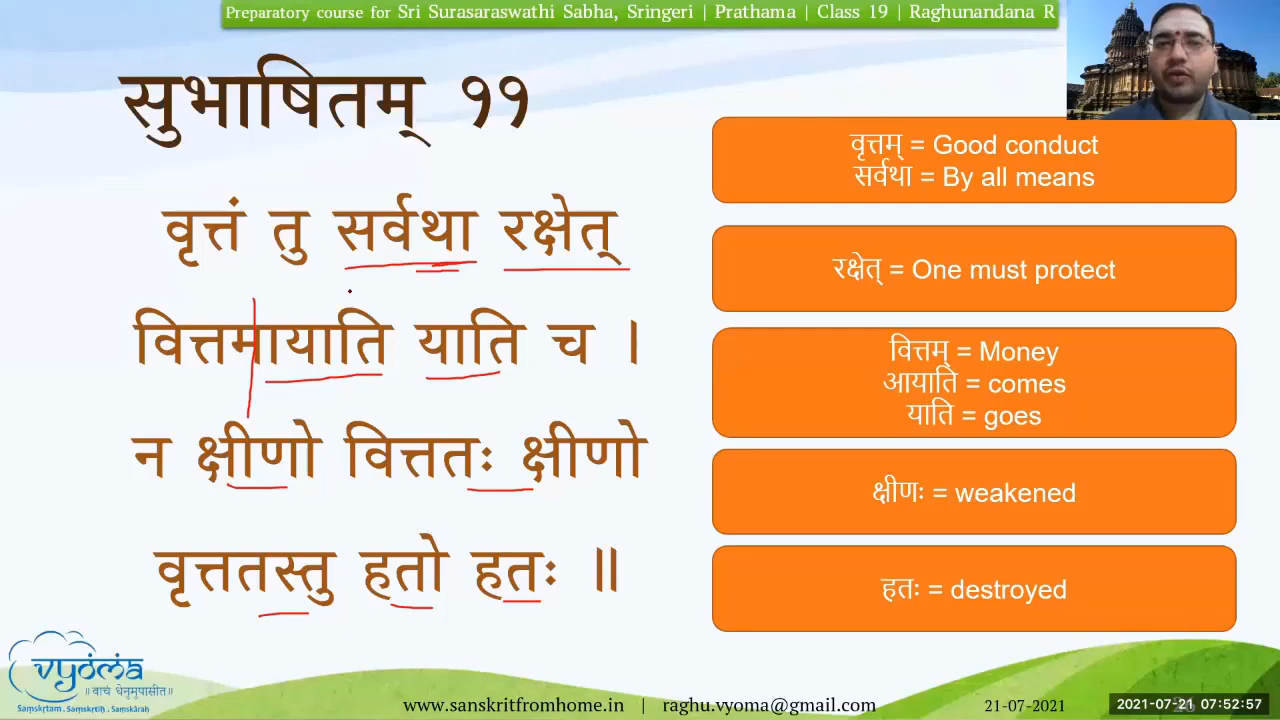 Preparatory course for Sri Surasaraswathi Sabha, Sringeri | Prathama | Class 19 | Raghunandana R
सुभाषितम् ११
वृत्तं तु सर्वथा रक्षेत्
वित्तमायाति याति च ।
न क्षीणो वित्ततः क्षीणो
वृत्ततस्तु हतो हतः ॥
वृत्तम् = Good conduct
सर्वथा = By all means
रक्षेत् = One must protect
वित्तम् = Money
आयाति = comes
याति = goes
क्षीणः = weakened
हतः = destroyed
vyoma
॥ वाचं धेनुमुपासीत॥
Saṃskṛtam . Saṃskṛtiḥ . Saṃskāraḥ
www.sanskritfromhome.in | raghu.vyoma@gmail.com
21-07-2021
2021-07-21 07:52:57